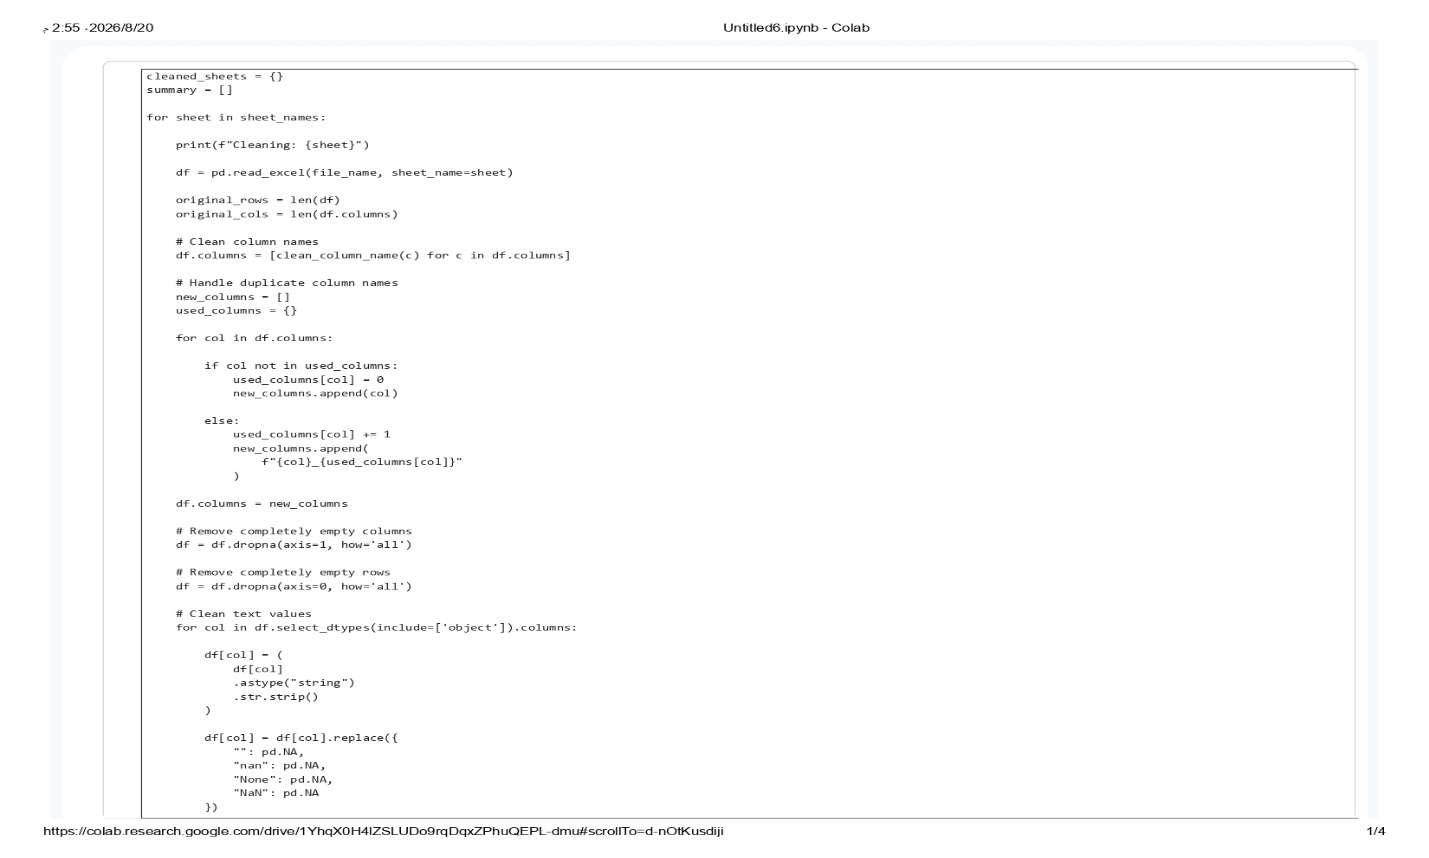 2:55 ،2026/8/20 م
Untitled6.ipynb - Colab
cleaned_sheets = {}
summary = []
for sheet in sheet_names:
print(f"Cleaning: {sheet}")
df = pd.read_excel(file_name, sheet_name=sheet)
original_rows = len(df)
original_cols = len(df.columns)
# Clean column names
df.columns = [clean_column_name(c) for c in df.columns]
# Handle duplicate column names
new_columns = []
used_columns = {}
for col in df.columns:
if col not in used_columns:
used_columns[col] = 0
new_columns.append(col)
else:
used_columns[col] += 1
new_columns.append(
f"{col}_{used_columns[col]}"
)
df.columns = new_columns
# Remove completely empty columns
df = df.dropna(axis=1, how='all')
# Remove completely empty rows
df = df.dropna(axis=0, how='all')
# Clean text values
for col in df.select_dtypes(include=['object']).columns:
df[col] = (
df[col]
.astype("string")
.str.strip()
)
df[col] = df[col].replace({
"": pd.NA,
"nan": pd.NA,
"None": pd.NA,
"NaN": pd.NA
})
https://colab.research.google.com/drive/1YhqX0H4lZSLUDo9rqDqxZPhuQEPL-dmu#scrollTo=d-nOtKusdiji
1/4